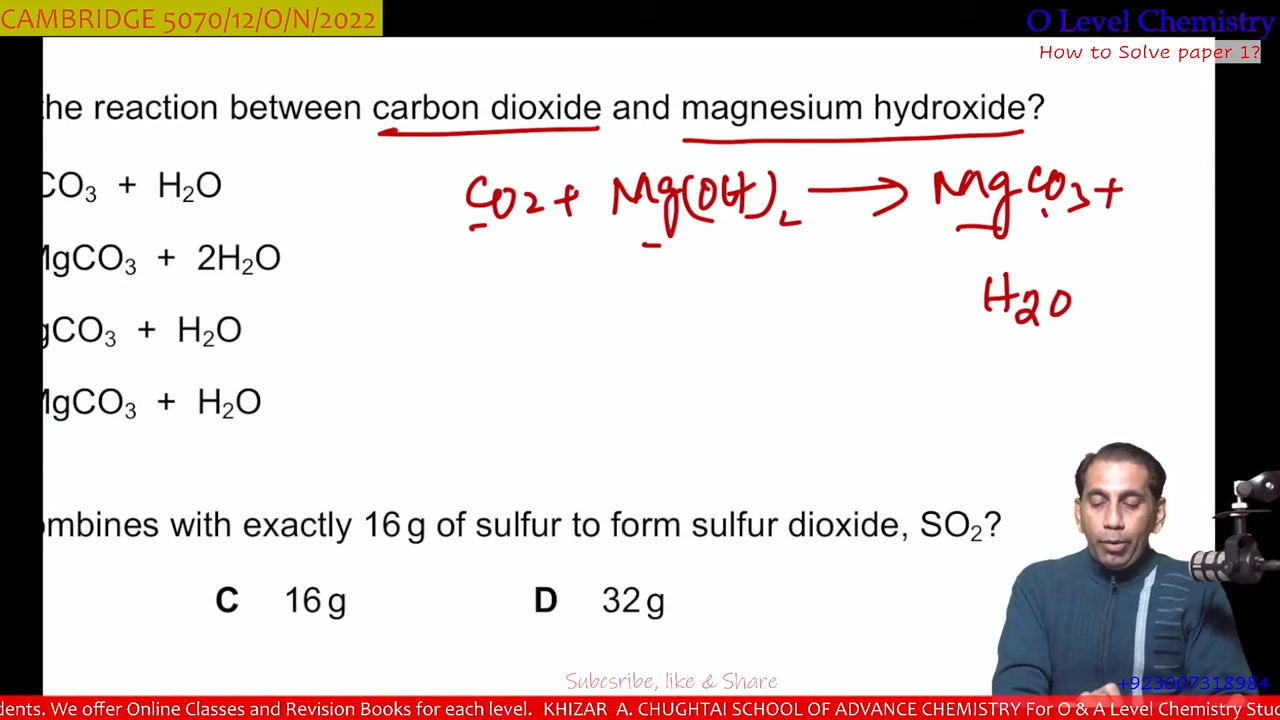 CAMBRIDGE 5070/12/O/N/2022
O Level Chemistry
How to Solve paper 1?
the reaction between carbon dioxide and magnesium hydroxide?
CO₃ + H₂O
CO2 + Mg(OH)2 ⟶ MgCO3 +
H2O
MgCO₃ + 2H₂O
gCO₃ + H₂O
MgCO₃ + H₂O
ombines with exactly 16 g of sulfur to form sulfur dioxide, SO₂?
C 16 g D 32 g
Subcsribe, like & Share
+923007318984
dents. We offer Online Classes and Revision Books for each level. KHIZAR A. CHUGHTAI SCHOOL OF ADVANCE CHEMISTRY For O & A Level Chemistry Stu